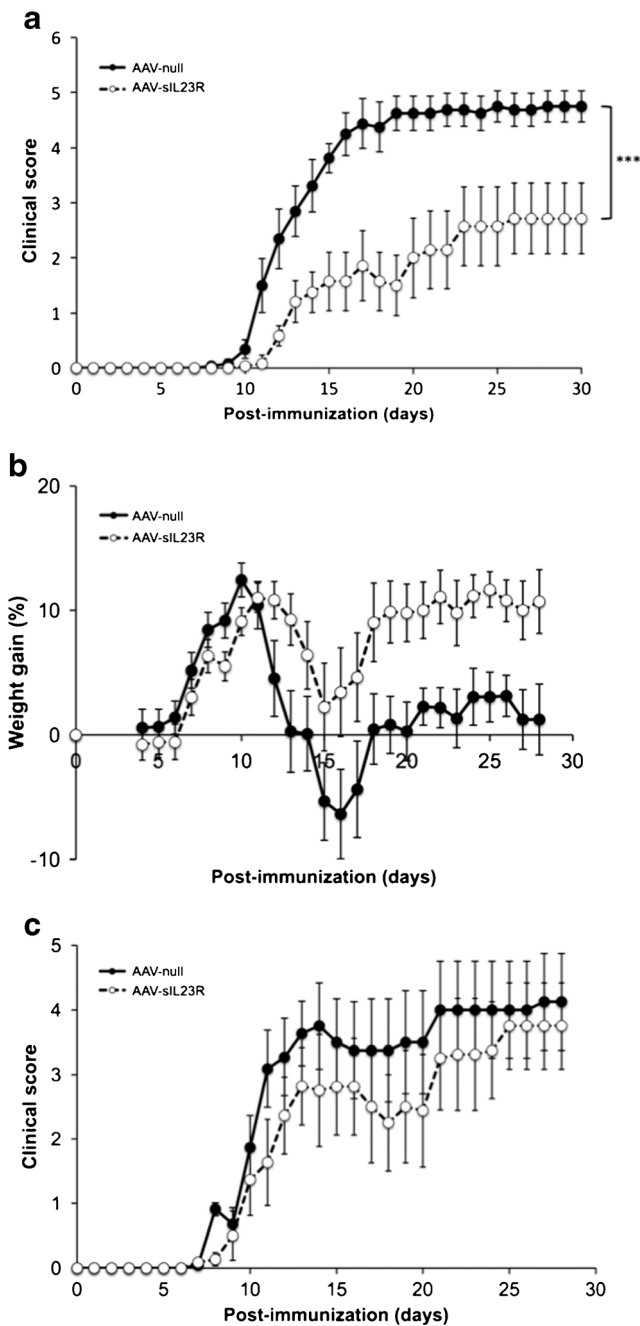 a
6
AAV-null
AAV-sIL23R
5
4
3
2
1
0
Clinical score
***
0 5 10 15 20 25 30
Post-immunization (days)
b
20
AAV-null
AAV-sIL23R
10
0
-10
Weight gain (%)
0 5 10 15 20 25 30
Post-immunization (days)
c
5
AAV-null
AAV-sIL23R
4
3
2
1
0
Clinical score
0 5 10 15 20 25 30
Post-immunization (days)